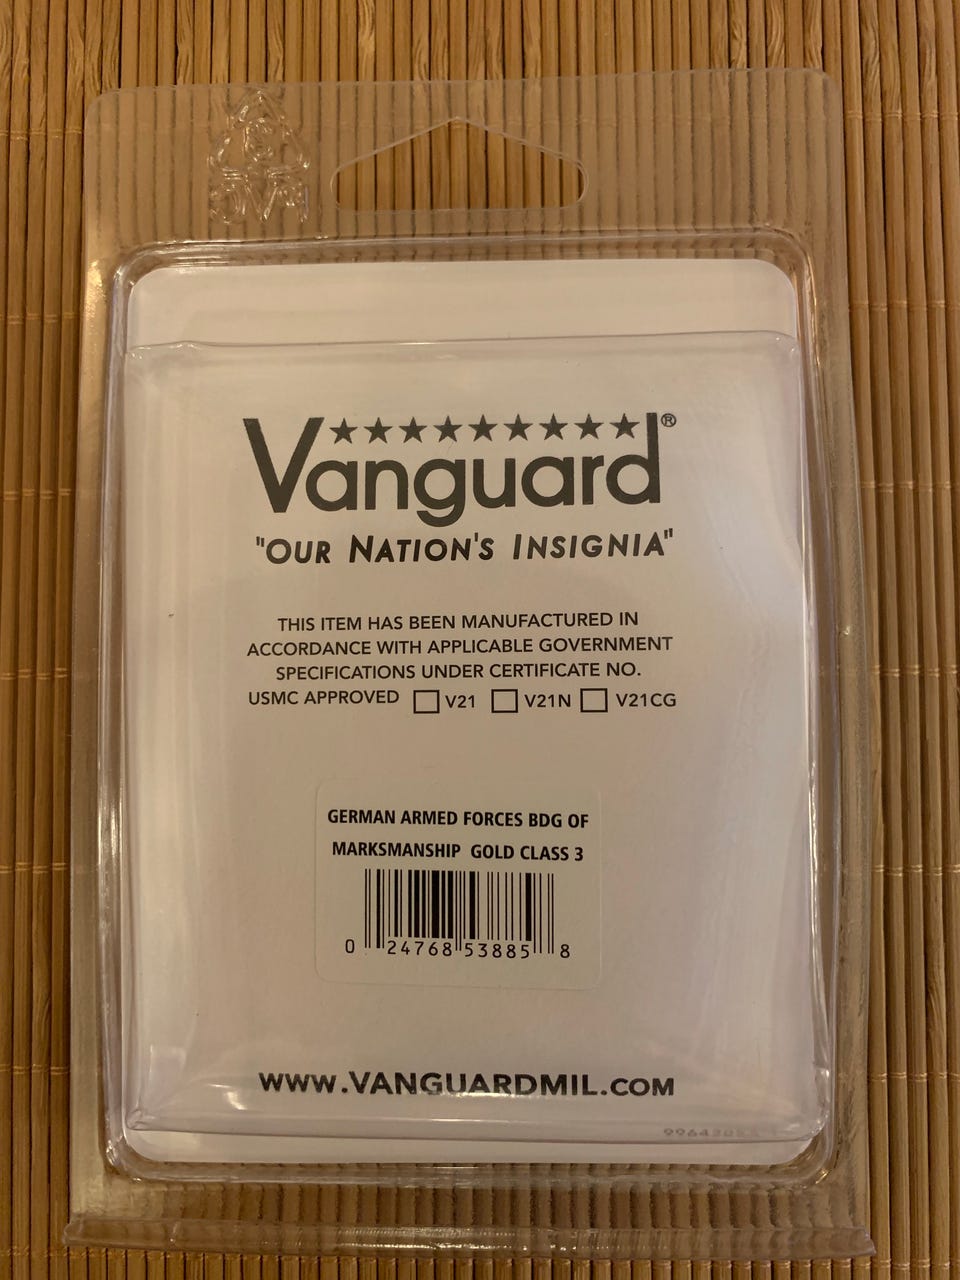 PVC
Vanguard®
"OUR NATION'S INSIGNIA"
THIS ITEM HAS BEEN MANUFACTURED IN
ACCORDANCE WITH APPLICABLE GOVERNMENT
SPECIFICATIONS UNDER CERTIFICATE NO.
USMC APPROVED V21 V21N V21CG
GERMAN ARMED FORCES BDG OF
MARKSMANSHIP GOLD CLASS 3
0 24768 53885 8
WWW.VANGUARDMIL.COM